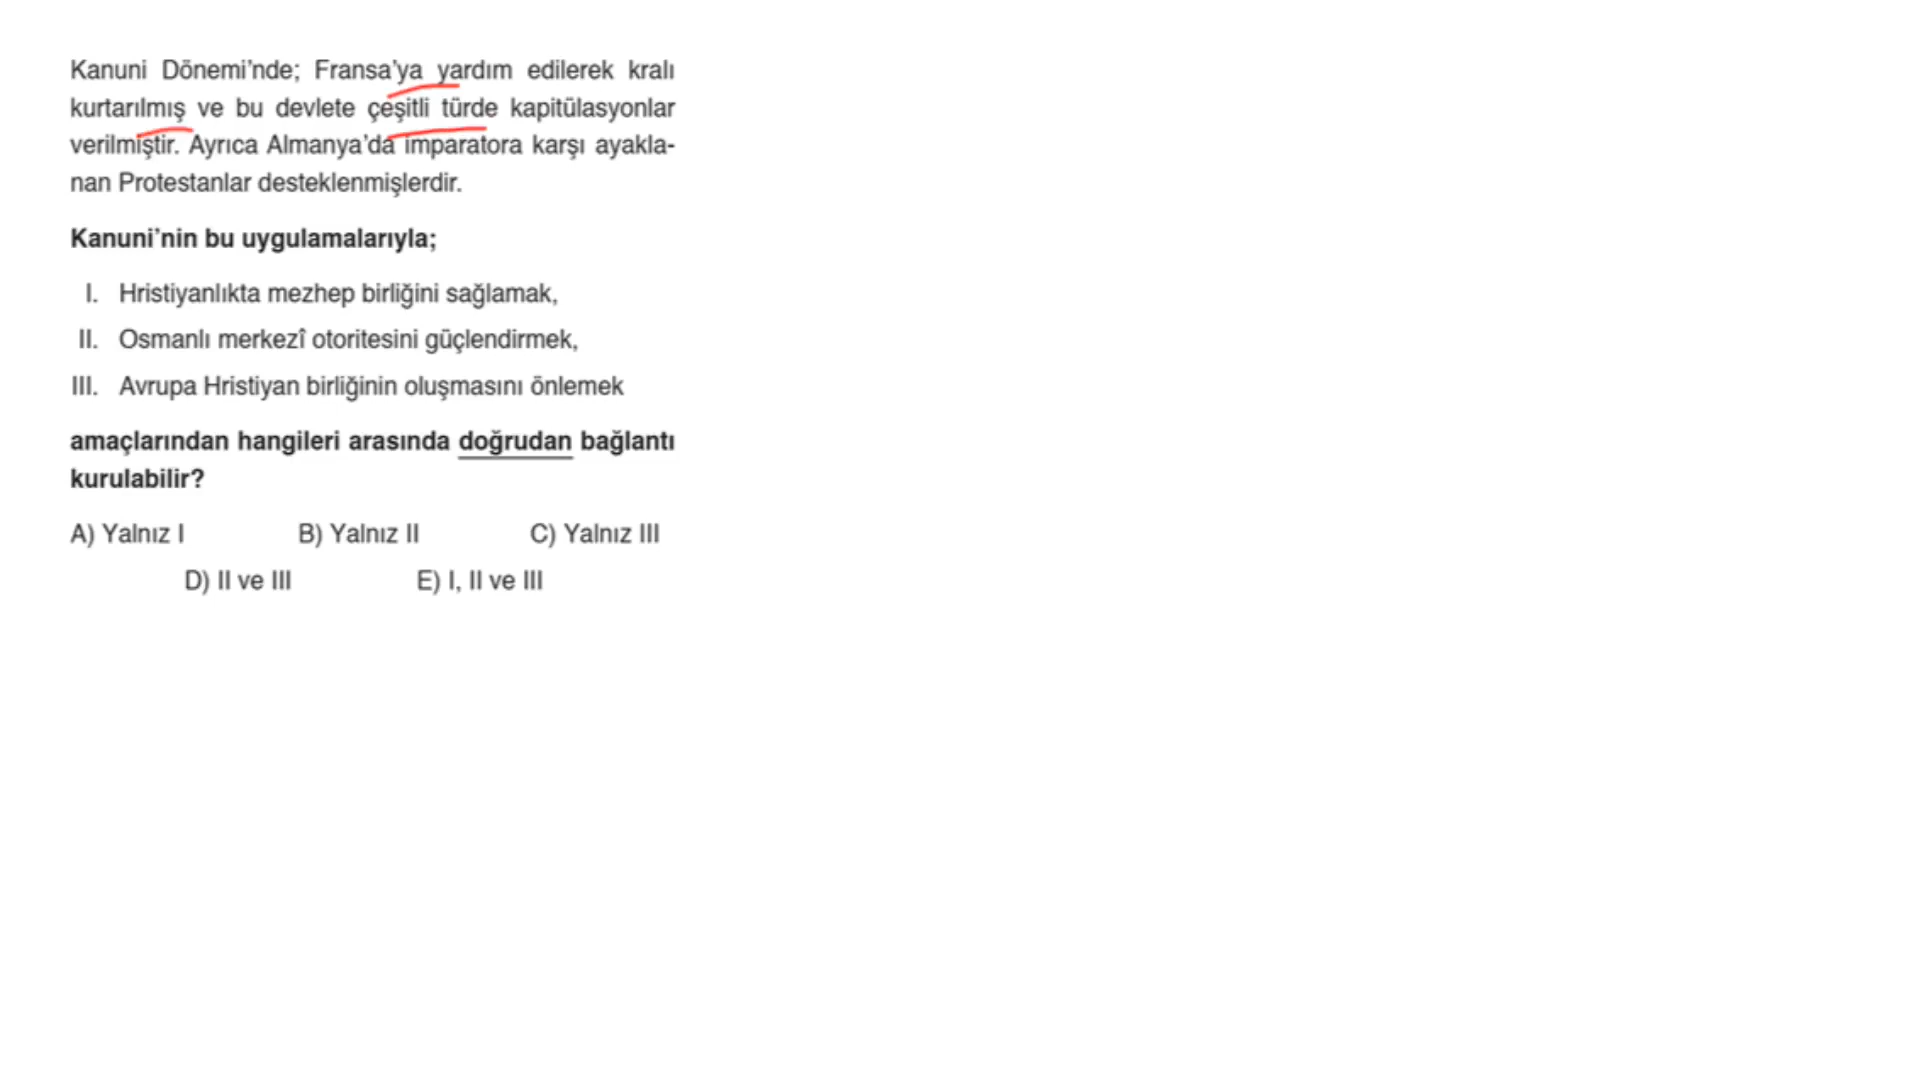 Kanuni Dönemi'nde; Fransa'ya yardım edilerek kralı
kurtarılmış ve bu devlete çeşitli türde kapitülasyonlar
verilmiştir. Ayrıca Almanya'da imparatora karşı ayakla-
nan Protestanlar desteklenmişlerdir.
Kanuni'nin bu uygulamalarıyla;
I. Hristiyanlıkta mezhep birliğini sağlamak,
II. Osmanlı merkezî otoritesini güçlendirmek,
III. Avrupa Hristiyan birliğinin oluşmasını önlemek
amaçlarından hangileri arasında doğrudan bağlantı
kurulabilir?
A) Yalnız I B) Yalnız II C) Yalnız III
D) II ve III E) I, II ve III